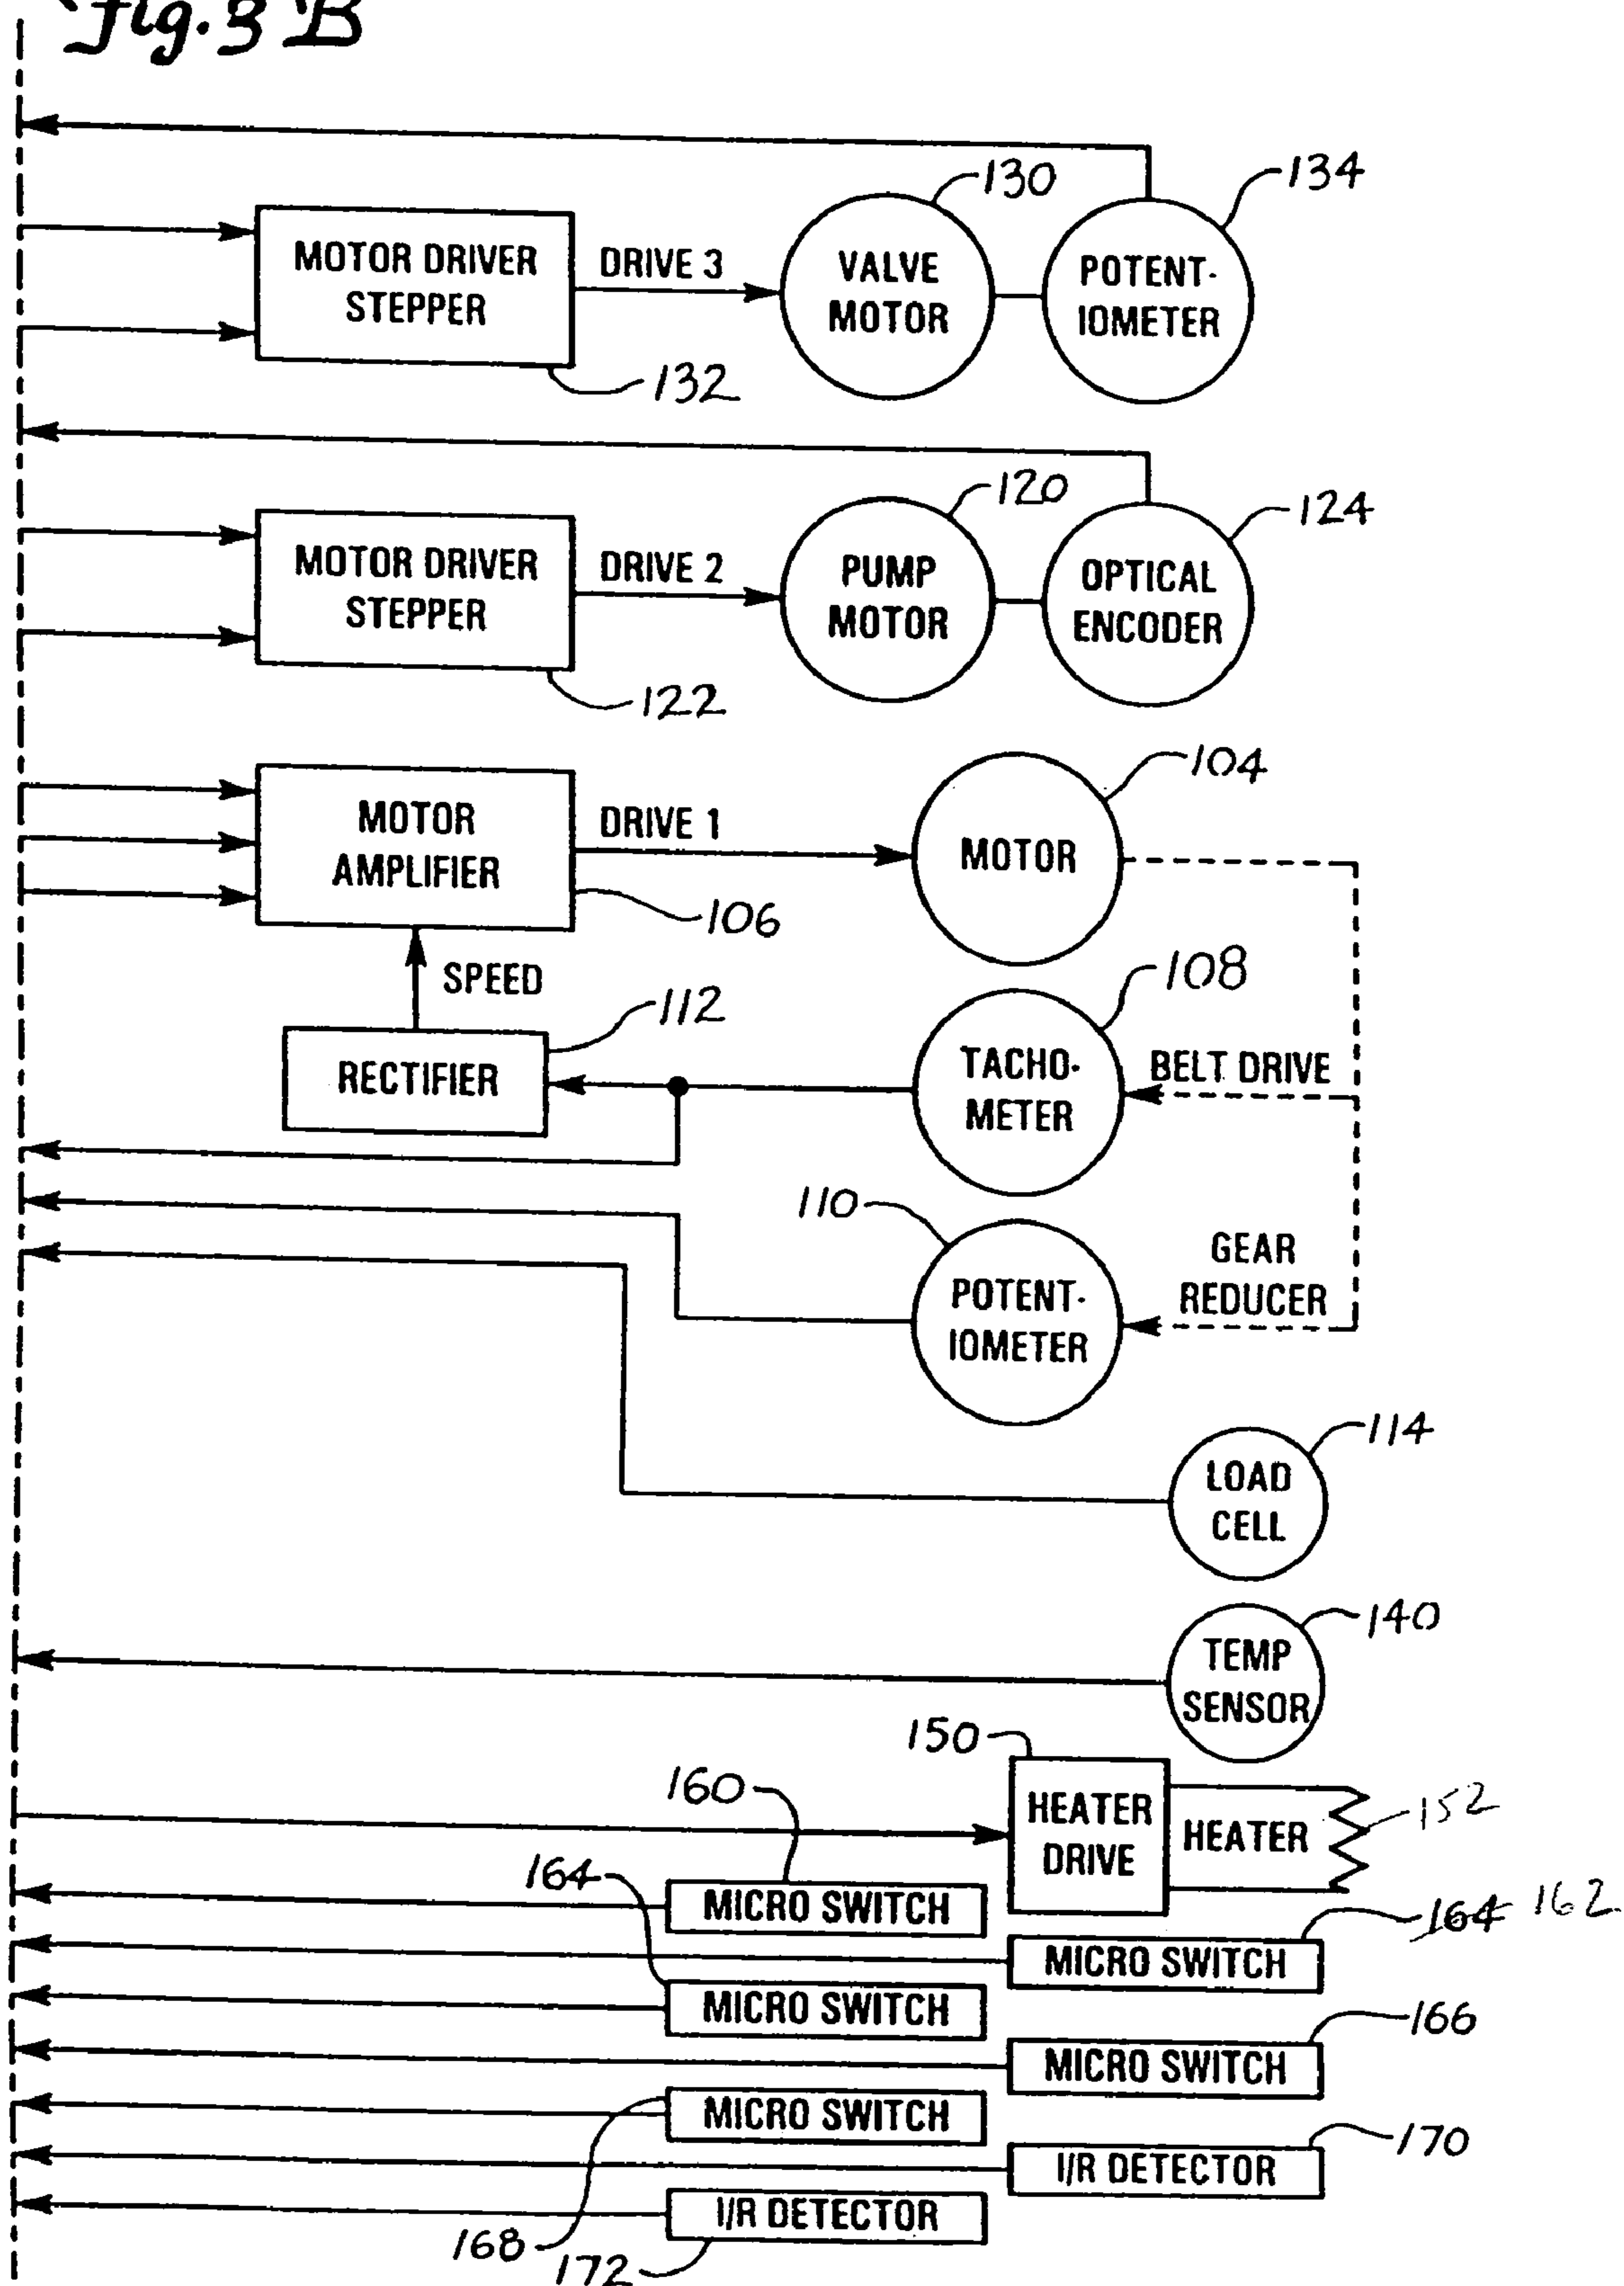 Fig. 3 B
130
134
MOTOR DRIVER
STEPPER
DRIVE 3
VALVE
MOTOR
POTENT-
IOMETER
132
120
124
MOTOR DRIVER
STEPPER
DRIVE 2
PUMP
MOTOR
OPTICAL
ENCODER
122
104
MOTOR
AMPLIFIER
DRIVE 1
MOTOR
106
SPEED
108
112
RECTIFIER
TACHO-
METER
BELT DRIVE
110
GEAR
REDUCER
POTENT-
IOMETER
114
LOAD
CELL
140
TEMP
SENSOR
150
160
HEATER
DRIVE
HEATER
152
164
MICRO SWITCH
164 162
MICRO SWITCH
MICRO SWITCH
166
MICRO SWITCH
MICRO SWITCH
170
I/R DETECTOR
I/R DETECTOR
168
172